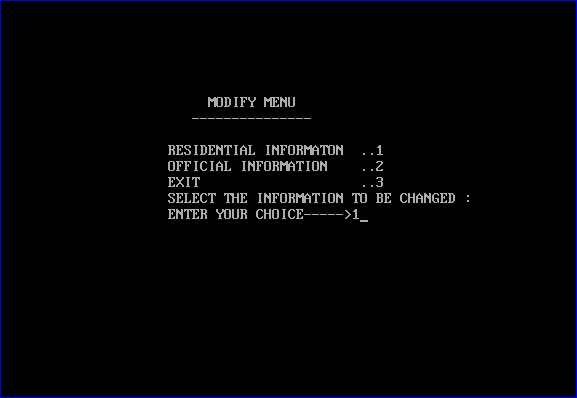 MODIFY MENU
---------------
RESIDENTIAL INFORMATON ..1
OFFICIAL INFORMATION ..2
EXIT ..3
SELECT THE INFORMATION TO BE CHANGED :
ENTER YOUR CHOICE----->1_